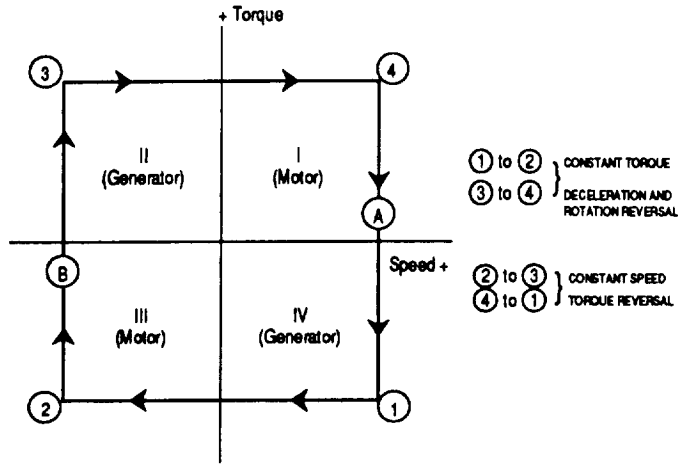 + Torque
3
4
II
(Generator)
I
(Motor)
A
B
Speed +
III
(Motor)
IV
(Generator)
2
1
1 to 2 } CONSTANT TORQUE
3 to 4 DECELERATION AND
ROTATION REVERSAL
2 to 3 } CONSTANT SPEED
4 to 1 TORQUE REVERSAL